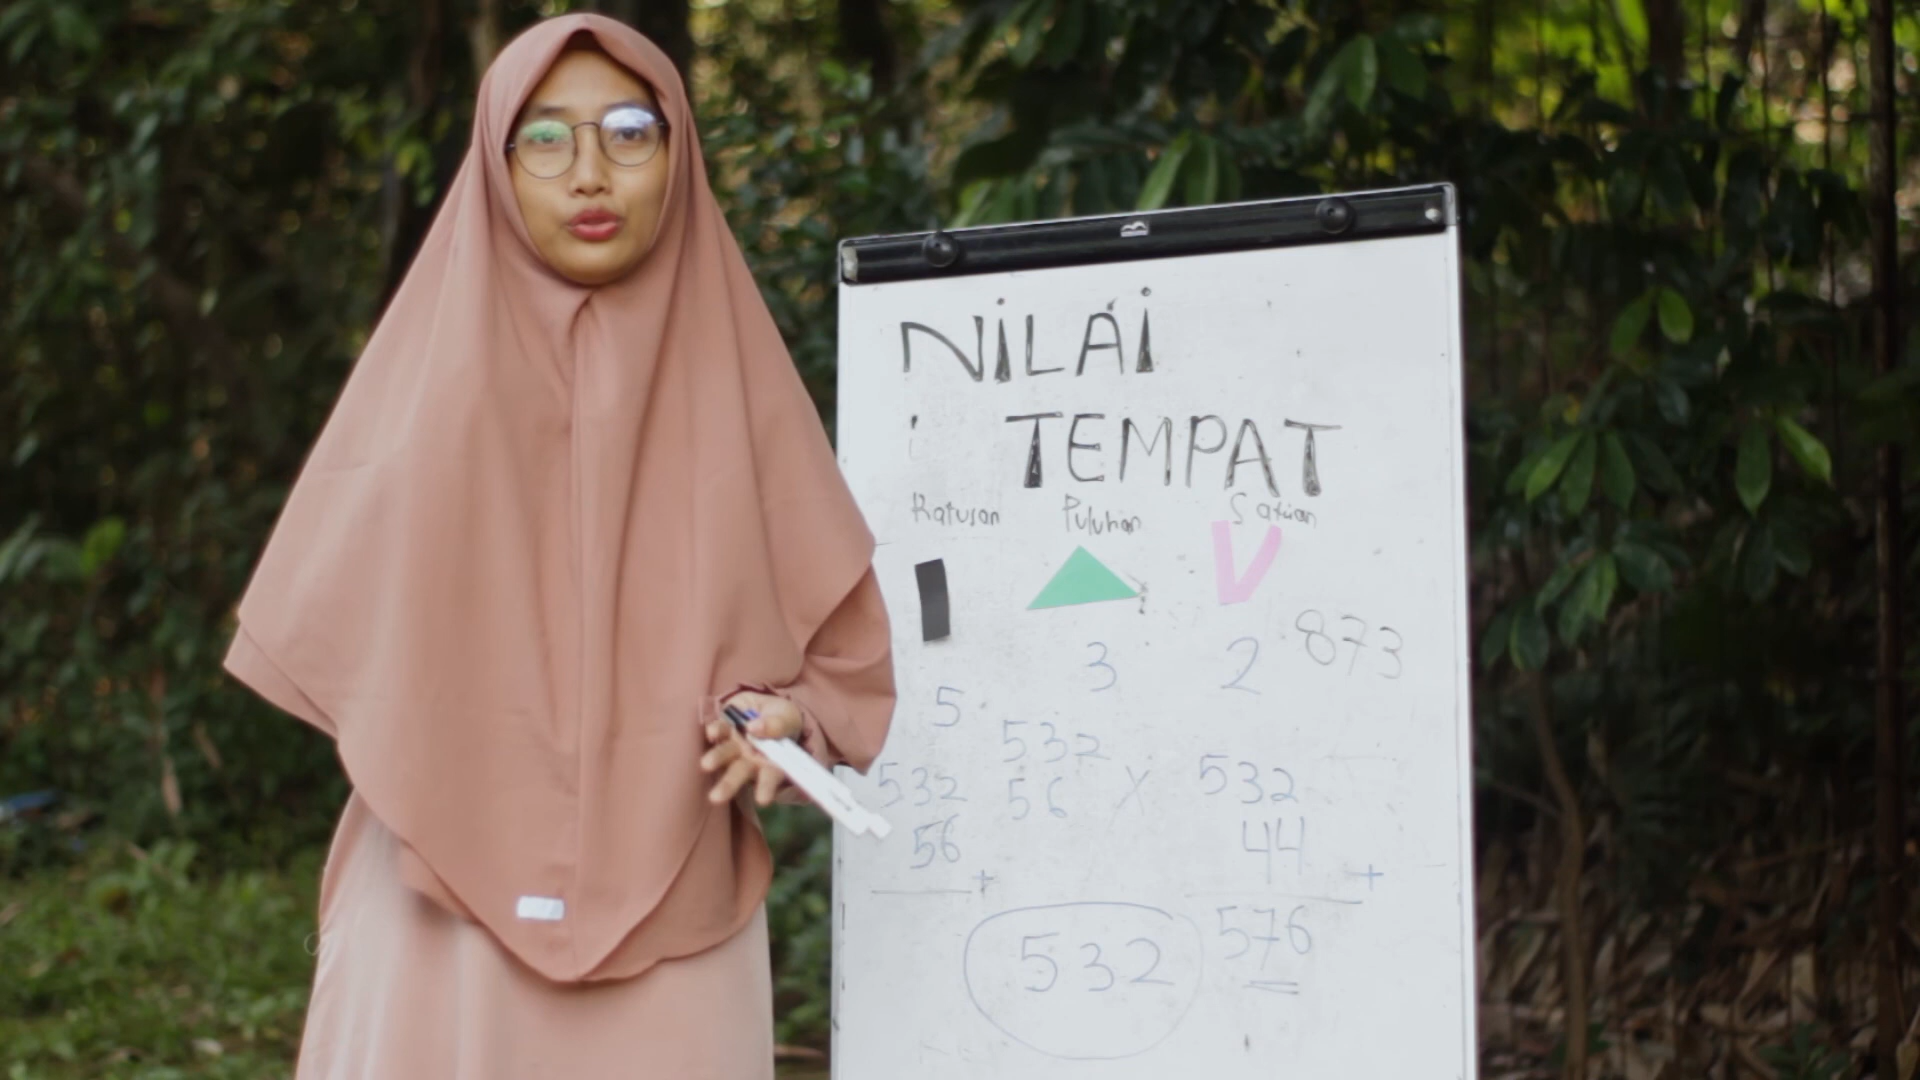 NiLAi
TEMPAT
Ratusan Puluhan Satuan
873
5 3 2
532
56 X
532
56
+
532
44
+
576
532